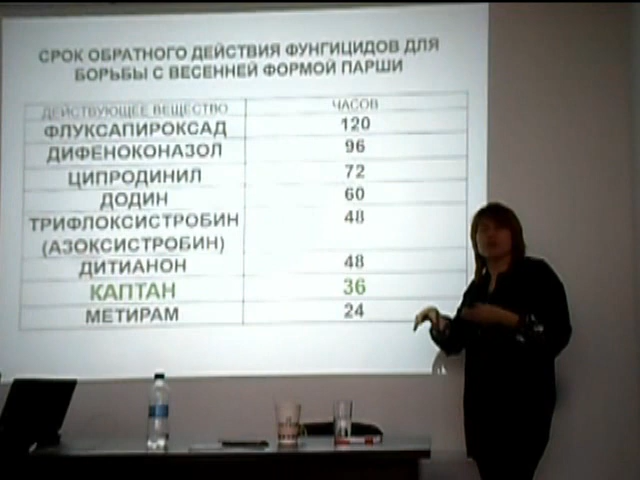 СРОК ОБРАТНОГО ДЕЙСТВИЯ ФУНГИЦИДОВ ДЛЯ
БОРЬБЫ С ВЕСЕННЕЙ ФОРМОЙ ПАРШИ
ДЕЙСТВУЮЩЕЕ ВЕЩЕСТВО ЧАСОВ
ФЛУКСАПИРОКСАД 120
ДИФЕНОКОНАЗОЛ 96
ЦИПРОДИНИЛ 72
ДОДИН 60
ТРИФЛОКСИСТРОБИН 48
(АЗОКСИСТРОБИН)
ДИТИАНОН 48
КАПТАН 36
МЕТИРАМ 24